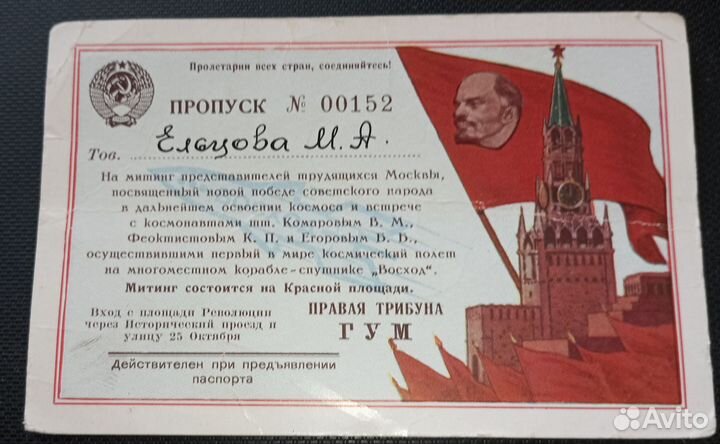 Пролетарии всех стран, соединяйтесь!
ПРОПУСК № 00152
Тов. Ельцова М. А.
На митинг представителей трудящихся Москвы,
посвященный новой победе советского народа
в дальнейшем освоении космоса и встрече
с космонавтами тт. Комаровым В. М.,
Феоктистовым К. П. и Егоровым Б. Б.,
осуществившими первый в мире космический полет
на многоместном корабле-спутнике „Восход".
Митинг состоится на Красной площади.
Вход с площади Революции
через Исторический проезд и
улицу 25 Октября
ПРАВАЯ ТРИБУНА
ГУМ
Действителен при предъявлении
паспорта
Avito